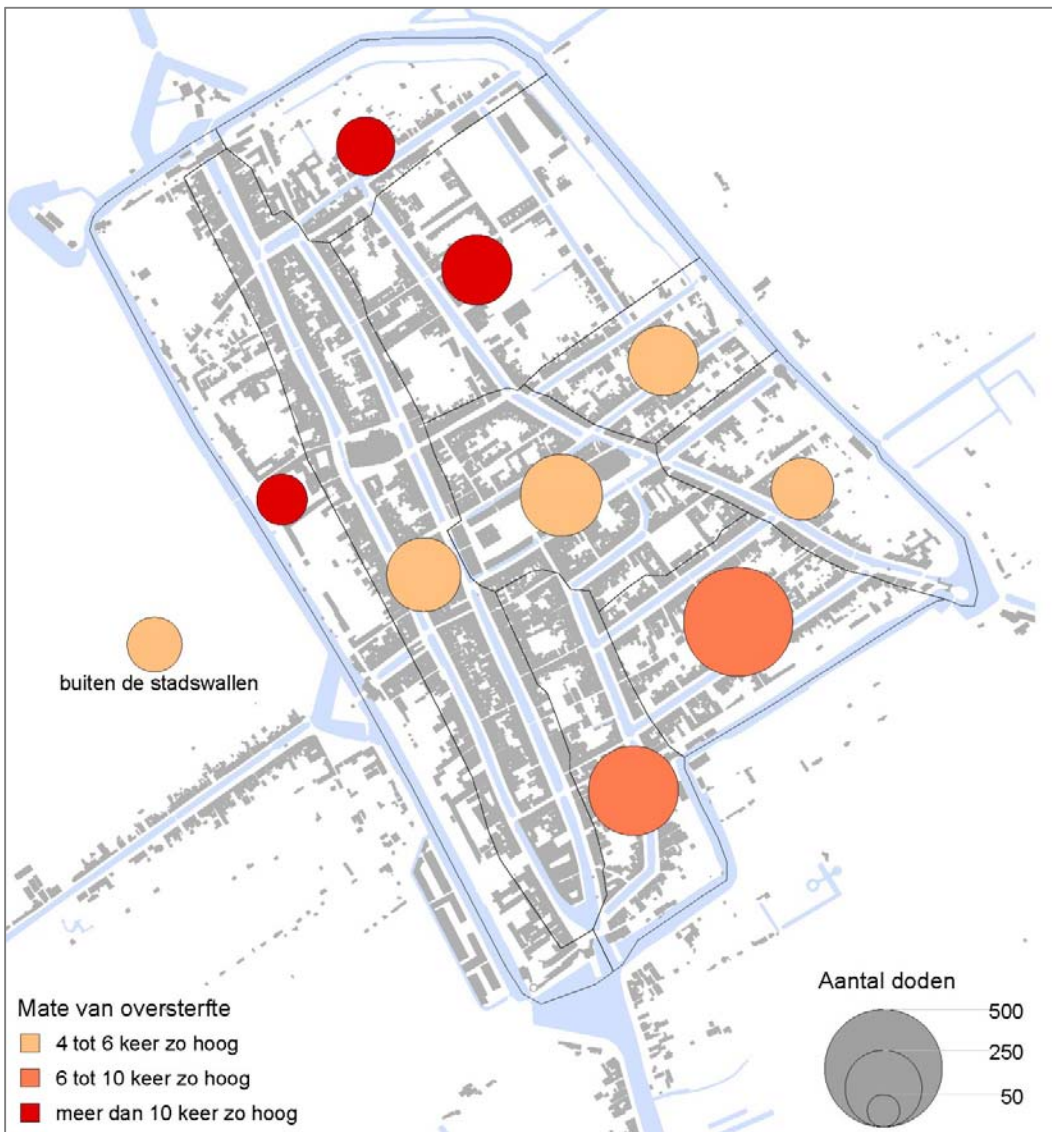 buiten de stadswallen
Mate van oversterfte
4 tot 6 keer zo hoog
6 tot 10 keer zo hoog
meer dan 10 keer zo hoog
Aantal doden
500
250
50